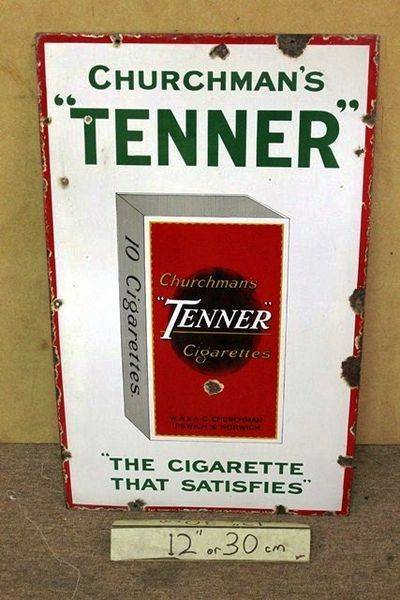 CHURCHMAN'S
"TENNER"
10 Cigarettes.
Churchman's
"TENNER"
Cigarettes
W.A. & A.C. CHURCHMAN
IPSWICH & NORWICH
"THE CIGARETTE
THAT SATISFIES"
12" or 30 cm